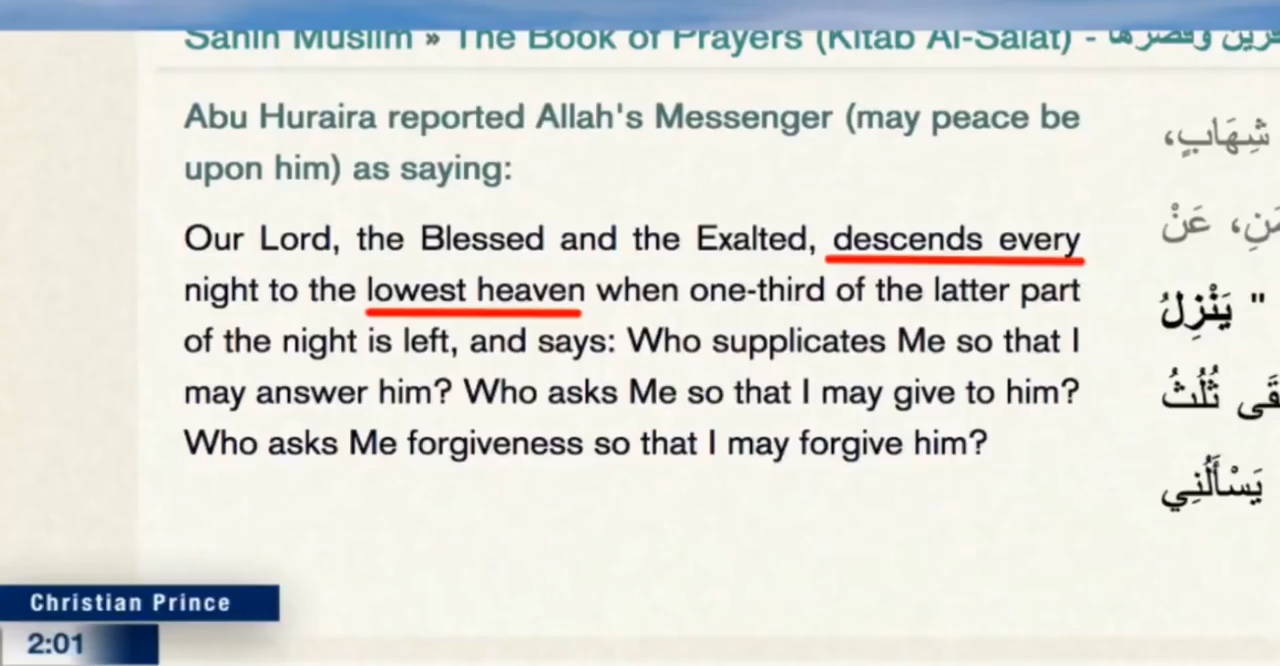 Sahih Muslim » The Book of Prayers (Kitab Al-Salat) -
Abu Huraira reported Allah's Messenger (may peace be
upon him) as saying:
Our Lord, the Blessed and the Exalted, descends every
night to the lowest heaven when one-third of the latter part
of the night is left, and says: Who supplicates Me so that I
may answer him? Who asks Me so that I may give to him?
Who asks Me forgiveness so that I may forgive him?
شِهَابٍ،
عَنْ
" يَنْزِلُ
ثُلُثُ
يَسْأَلُنِي
Christian Prince
2:01